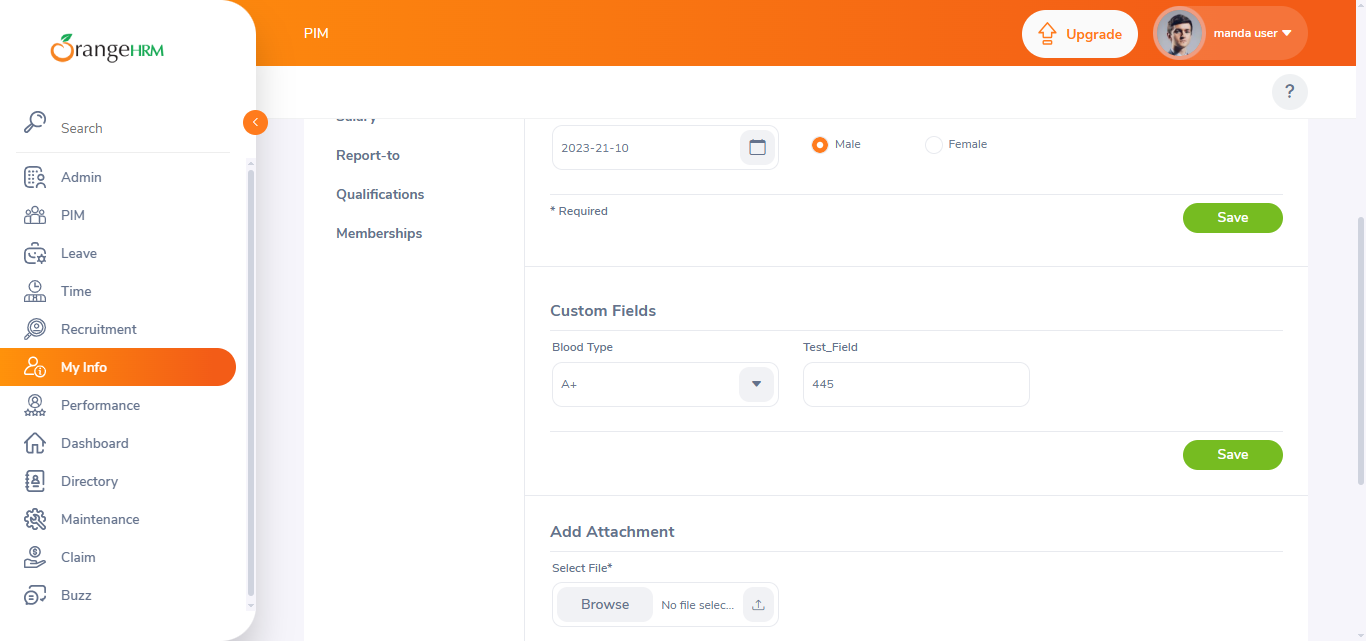 OrangeHRM
PIM
Upgrade
manda user
?
Search
Admin
PIM
Leave
Time
Recruitment
My Info
Performance
Dashboard
Directory
Maintenance
Claim
Buzz
Salary
Report-to
Qualifications
Memberships
2023-21-10
Male
Female
* Required
Save
Custom Fields
Blood Type
Test_Field
A+
445
Save
Add Attachment
Select File*
Browse
No file selec...